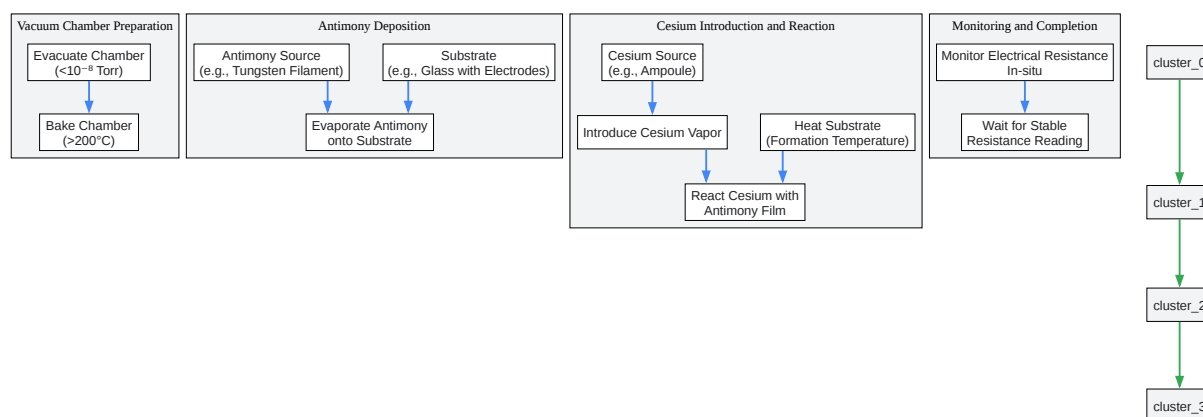 Vacuum Chamber Preparation
Evacuate Chamber
(<10⁻⁸ Torr)
Bake Chamber
(>200°C)
Antimony Deposition
Antimony Source
(e.g., Tungsten Filament)
Substrate
(e.g., Glass with Electrodes)
Evaporate Antimony
onto Substrate
Cesium Introduction and Reaction
Cesium Source
(e.g., Ampoule)
Introduce Cesium Vapor
Heat Substrate
(Formation Temperature)
React Cesium with
Antimony Film
Monitoring and Completion
Monitor Electrical Resistance
In-situ
Wait for Stable
Resistance Reading
cluster_0
cluster_1
cluster_2
cluster_3